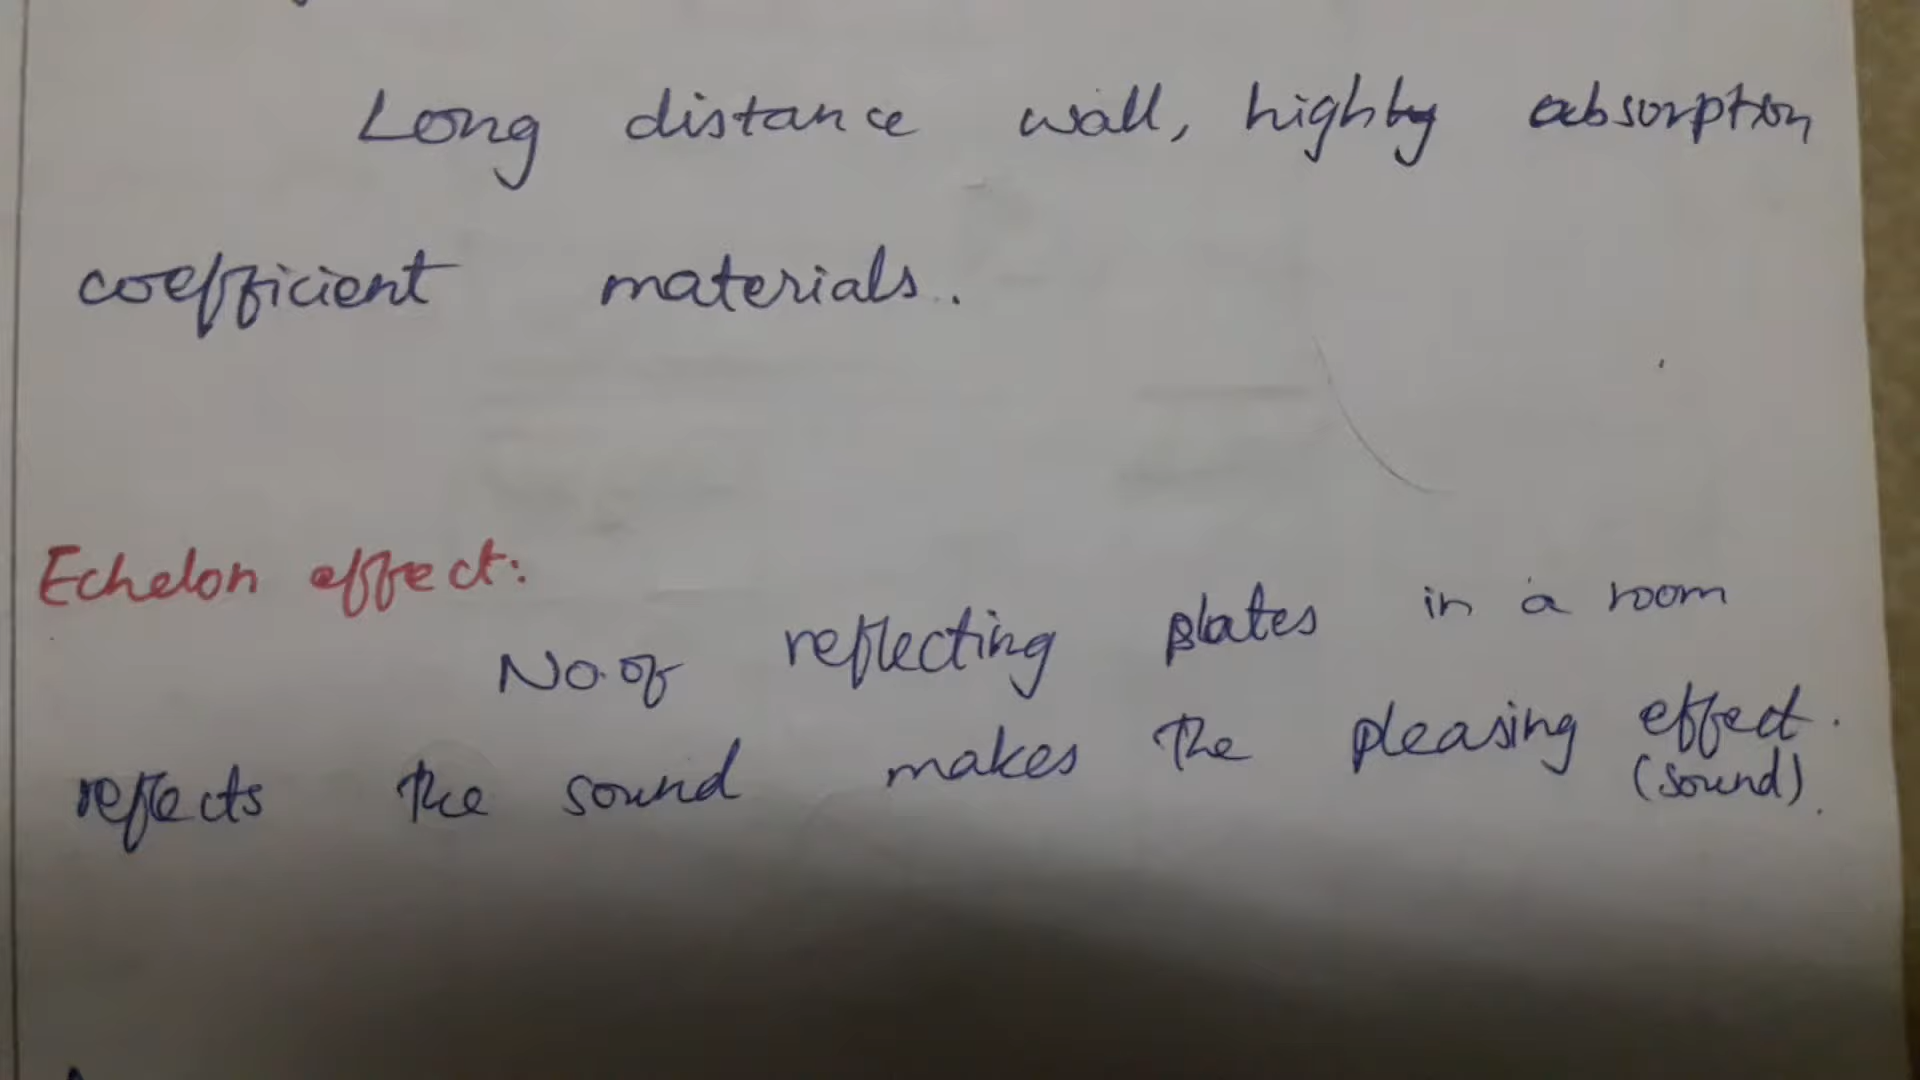 Long distance wall, highly absorption
coefficient materials.
Echelon effect:
No. of reflecting plates in a room
reflects the sound makes the pleasing effect.
(sound).